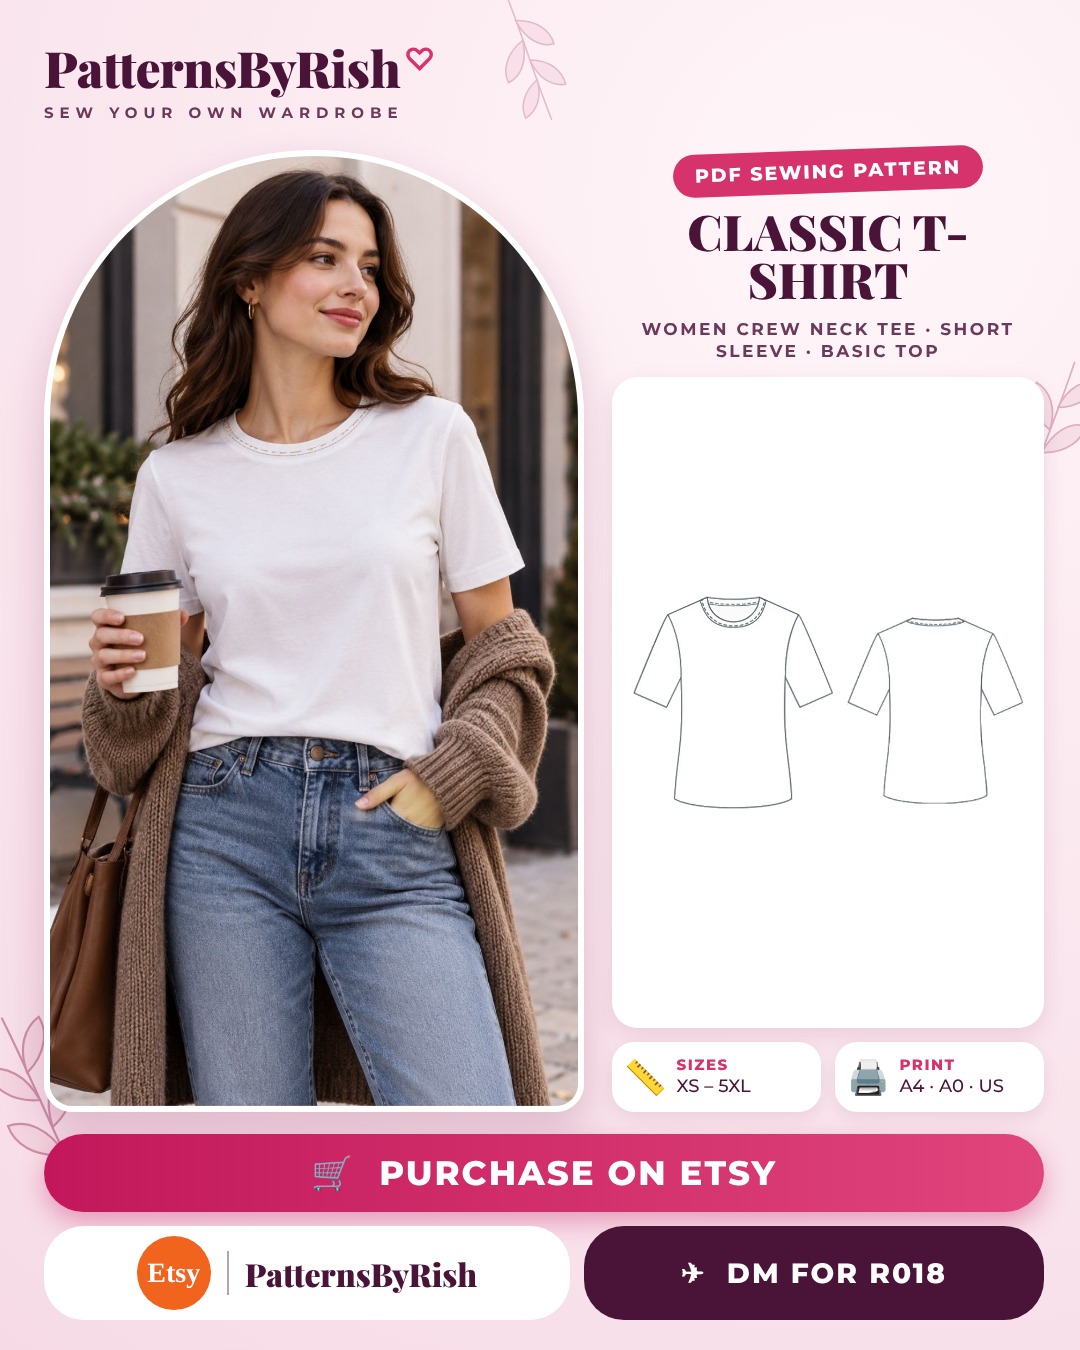 PatternsByRish
SEW YOUR OWN WARDROBE
PDF SEWING PATTERN
CLASSIC T-
SHIRT
WOMEN CREW NECK TEE · SHORT
SLEEVE · BASIC TOP
SIZES
XS – 5XL
PRINT
A4 · A0 · US
PURCHASE ON ETSY
Etsy
PatternsByRish
DM FOR R018